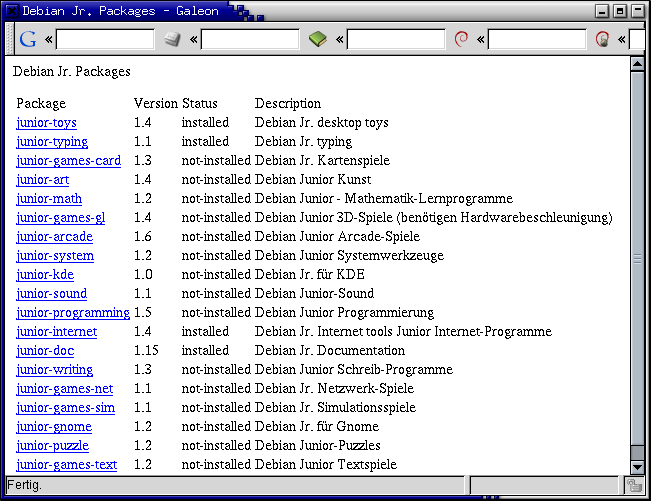 Debian Jr. Packages - Galeon
G « « « « «
Debian Jr. Packages
Package Version Status Description
junior-toys 1.4 installed Debian Jr. desktop toys
junior-typing 1.1 installed Debian Jr. typing
junior-games-card 1.3 not-installed Debian Jr. Kartenspiele
junior-art 1.4 not-installed Debian Junior Kunst
junior-math 1.2 not-installed Debian Junior - Mathematik-Lernprogramme
junior-games-gl 1.4 not-installed Debian Junior 3D-Spiele (benötigen Hardwarebeschleunigung)
junior-arcade 1.6 not-installed Debian Junior Arcade-Spiele
junior-system 1.2 not-installed Debian Junior Systemwerkzeuge
junior-kde 1.0 not-installed Debian Jr. für KDE
junior-sound 1.1 not-installed Debian Junior-Sound
junior-programming 1.5 not-installed Debian Junior Programmierung
junior-internet 1.4 installed Debian Jr. Internet tools Junior Internet-Programme
junior-doc 1.15 installed Debian Jr. Documentation
junior-writing 1.3 not-installed Debian Junior Schreib-Programme
junior-games-net 1.1 not-installed Debian Jr. Netzwerk-Spiele
junior-games-sim 1.1 not-installed Debian Jr. Simulationsspiele
junior-gnome 1.2 not-installed Debian Jr. für Gnome
junior-puzzle 1.2 not-installed Debian Junior-Puzzles
junior-games-text 1.2 not-installed Debian Junior Textspiele
Fertig.